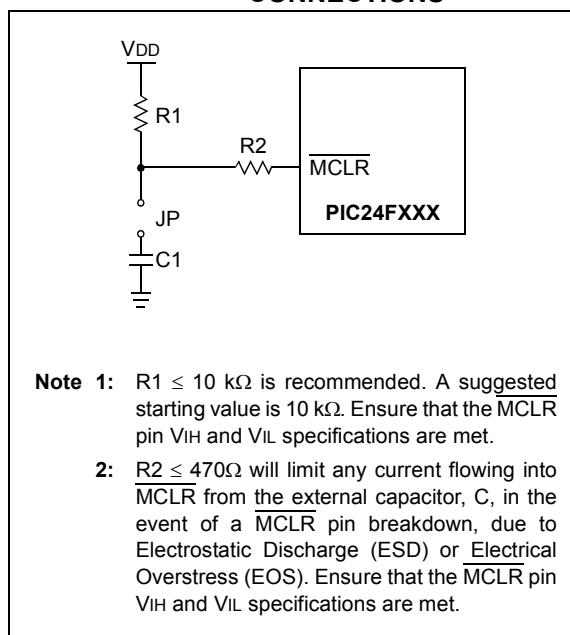 CONNECTIONS
VDD
R1
R2
MCLR
JP
PIC24FXXX
C1
Note 1: R1 ≤ 10 kΩ is recommended. A suggested
starting value is 10 kΩ. Ensure that the MCLR
pin VIH and VIL specifications are met.
2: R2 ≤ 470Ω will limit any current flowing into
MCLR from the external capacitor, C, in the
event of a MCLR pin breakdown, due to
Electrostatic Discharge (ESD) or Electrical
Overstress (EOS). Ensure that the MCLR pin
VIH and VIL specifications are met.